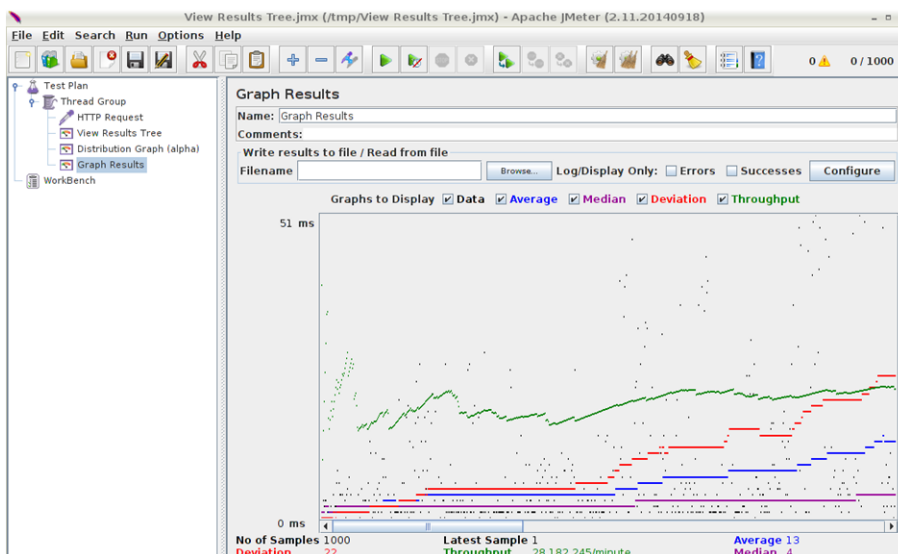 View Results Tree.jmx (/tmp/View Results Tree.jmx) - Apache JMeter (2.11.20140918)
File Edit Search Run Options Help
0 0 / 1000
Test Plan
Thread Group
HTTP Request
View Results Tree
Distribution Graph (alpha)
Graph Results
WorkBench
Graph Results
Name: Graph Results
Comments:
Write results to file / Read from file
Filename Browse... Log/Display Only: Errors Successes Configure
Graphs to Display Data Average Median Deviation Throughput
51 ms
0 ms
No of Samples 1000 Latest Sample 1 Average 13
Deviation 22 Throughput 28,182.245/minute Median 4